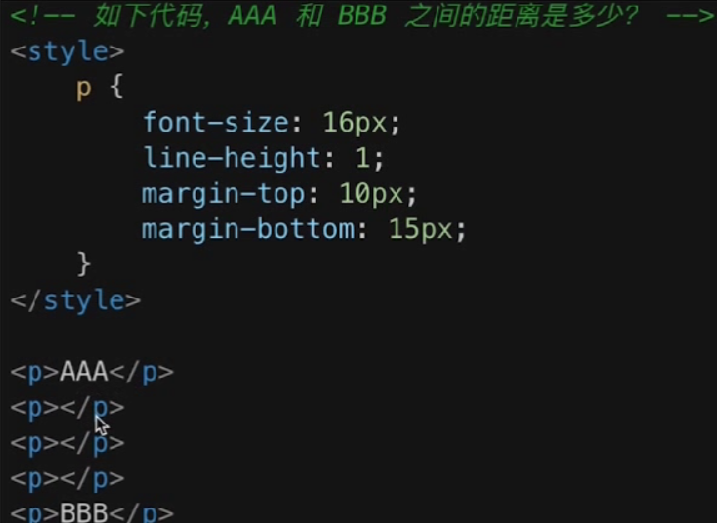 <!-- 如下代码，AAA 和 BBB 之间的距离是多少？ -->
<style>
    p {
        font-size: 16px;
        line-height: 1;
        margin-top: 10px;
        margin-bottom: 15px;
    }
</style>
<p>AAA</p>
<p></p>
<p></p>
<p></p>
<p>BBB</p>